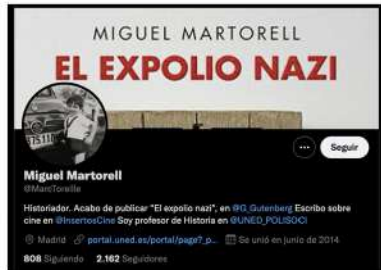 MIGUEL MARTORELL
EL EXPOLIO NAZI
Seguir
Miguel Martorell
@MarcToreille
Historiador. Acabo de publicar "El expolio nazi", en @G_Gutenberg Escribo sobre
cine en @InsertosCine Soy profesor de Historia en @UNED_POLISOCI
Madrid portal.uned.es/portal/page?_p... Se unió en junio de 2014
808 Siguiendo 2.162 Seguidores